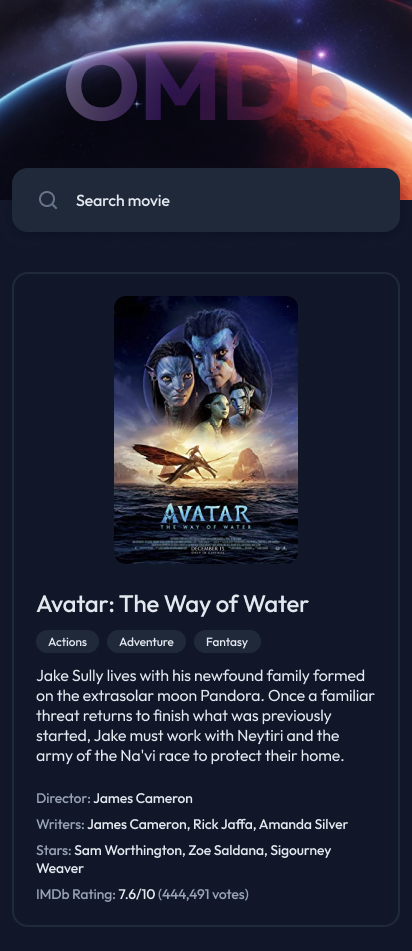 OMDb
Search movie
AVATAR
THE WAY OF WATER
DECEMBER 15
Avatar: The Way of Water
Actions Adventure Fantasy
Jake Sully lives with his newfound family formed
on the extrasolar moon Pandora. Once a familiar
threat returns to finish what was previously
started, Jake must work with Neytiri and the
army of the Na'vi race to protect their home.
Director: James Cameron
Writers: James Cameron, Rick Jaffa, Amanda Silver
Stars: Sam Worthington, Zoe Saldana, Sigourney
Weaver
IMDb Rating: 7.6/10 (444,491 votes)